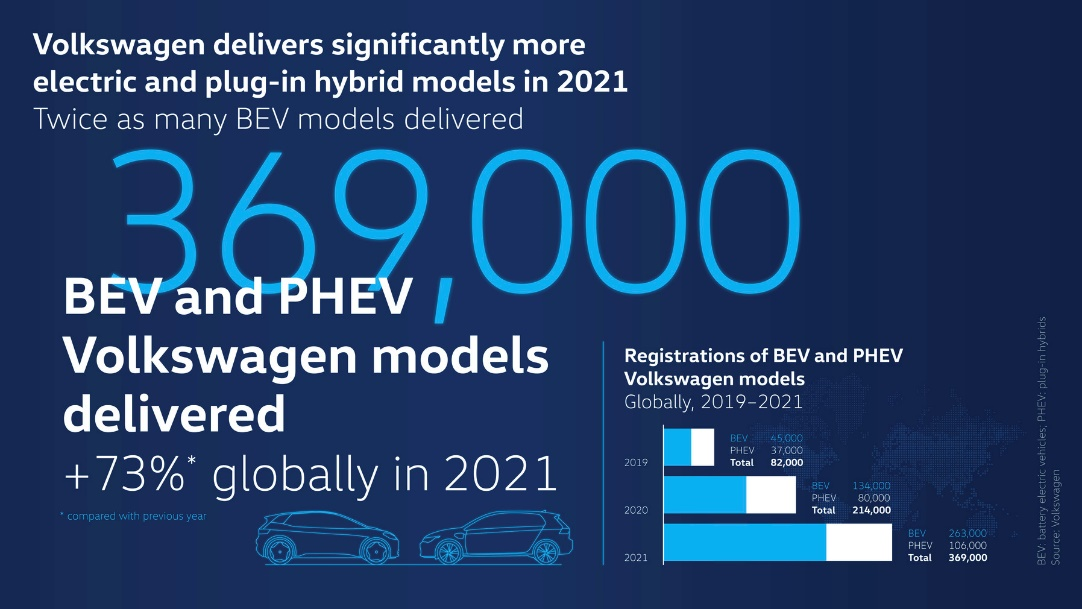 Volkswagen delivers significantly more
electric and plug-in hybrid models in 2021
Twice as many BEV models delivered
369,000
BEV and PHEV
Volkswagen models
delivered
+73%* globally in 2021
* compared with previous year
Registrations of BEV and PHEV
Volkswagen models
Globally, 2019–2021
2019
BEV 45,000
PHEV 37,000
Total 82,000
2020
BEV 134,000
PHEV 80,000
Total 214,000
2021
BEV 263,000
PHEV 106,000
Total 369,000
BEV: battery electric vehicles; PHEV: plug-in hybrids
Source: Volkswagen